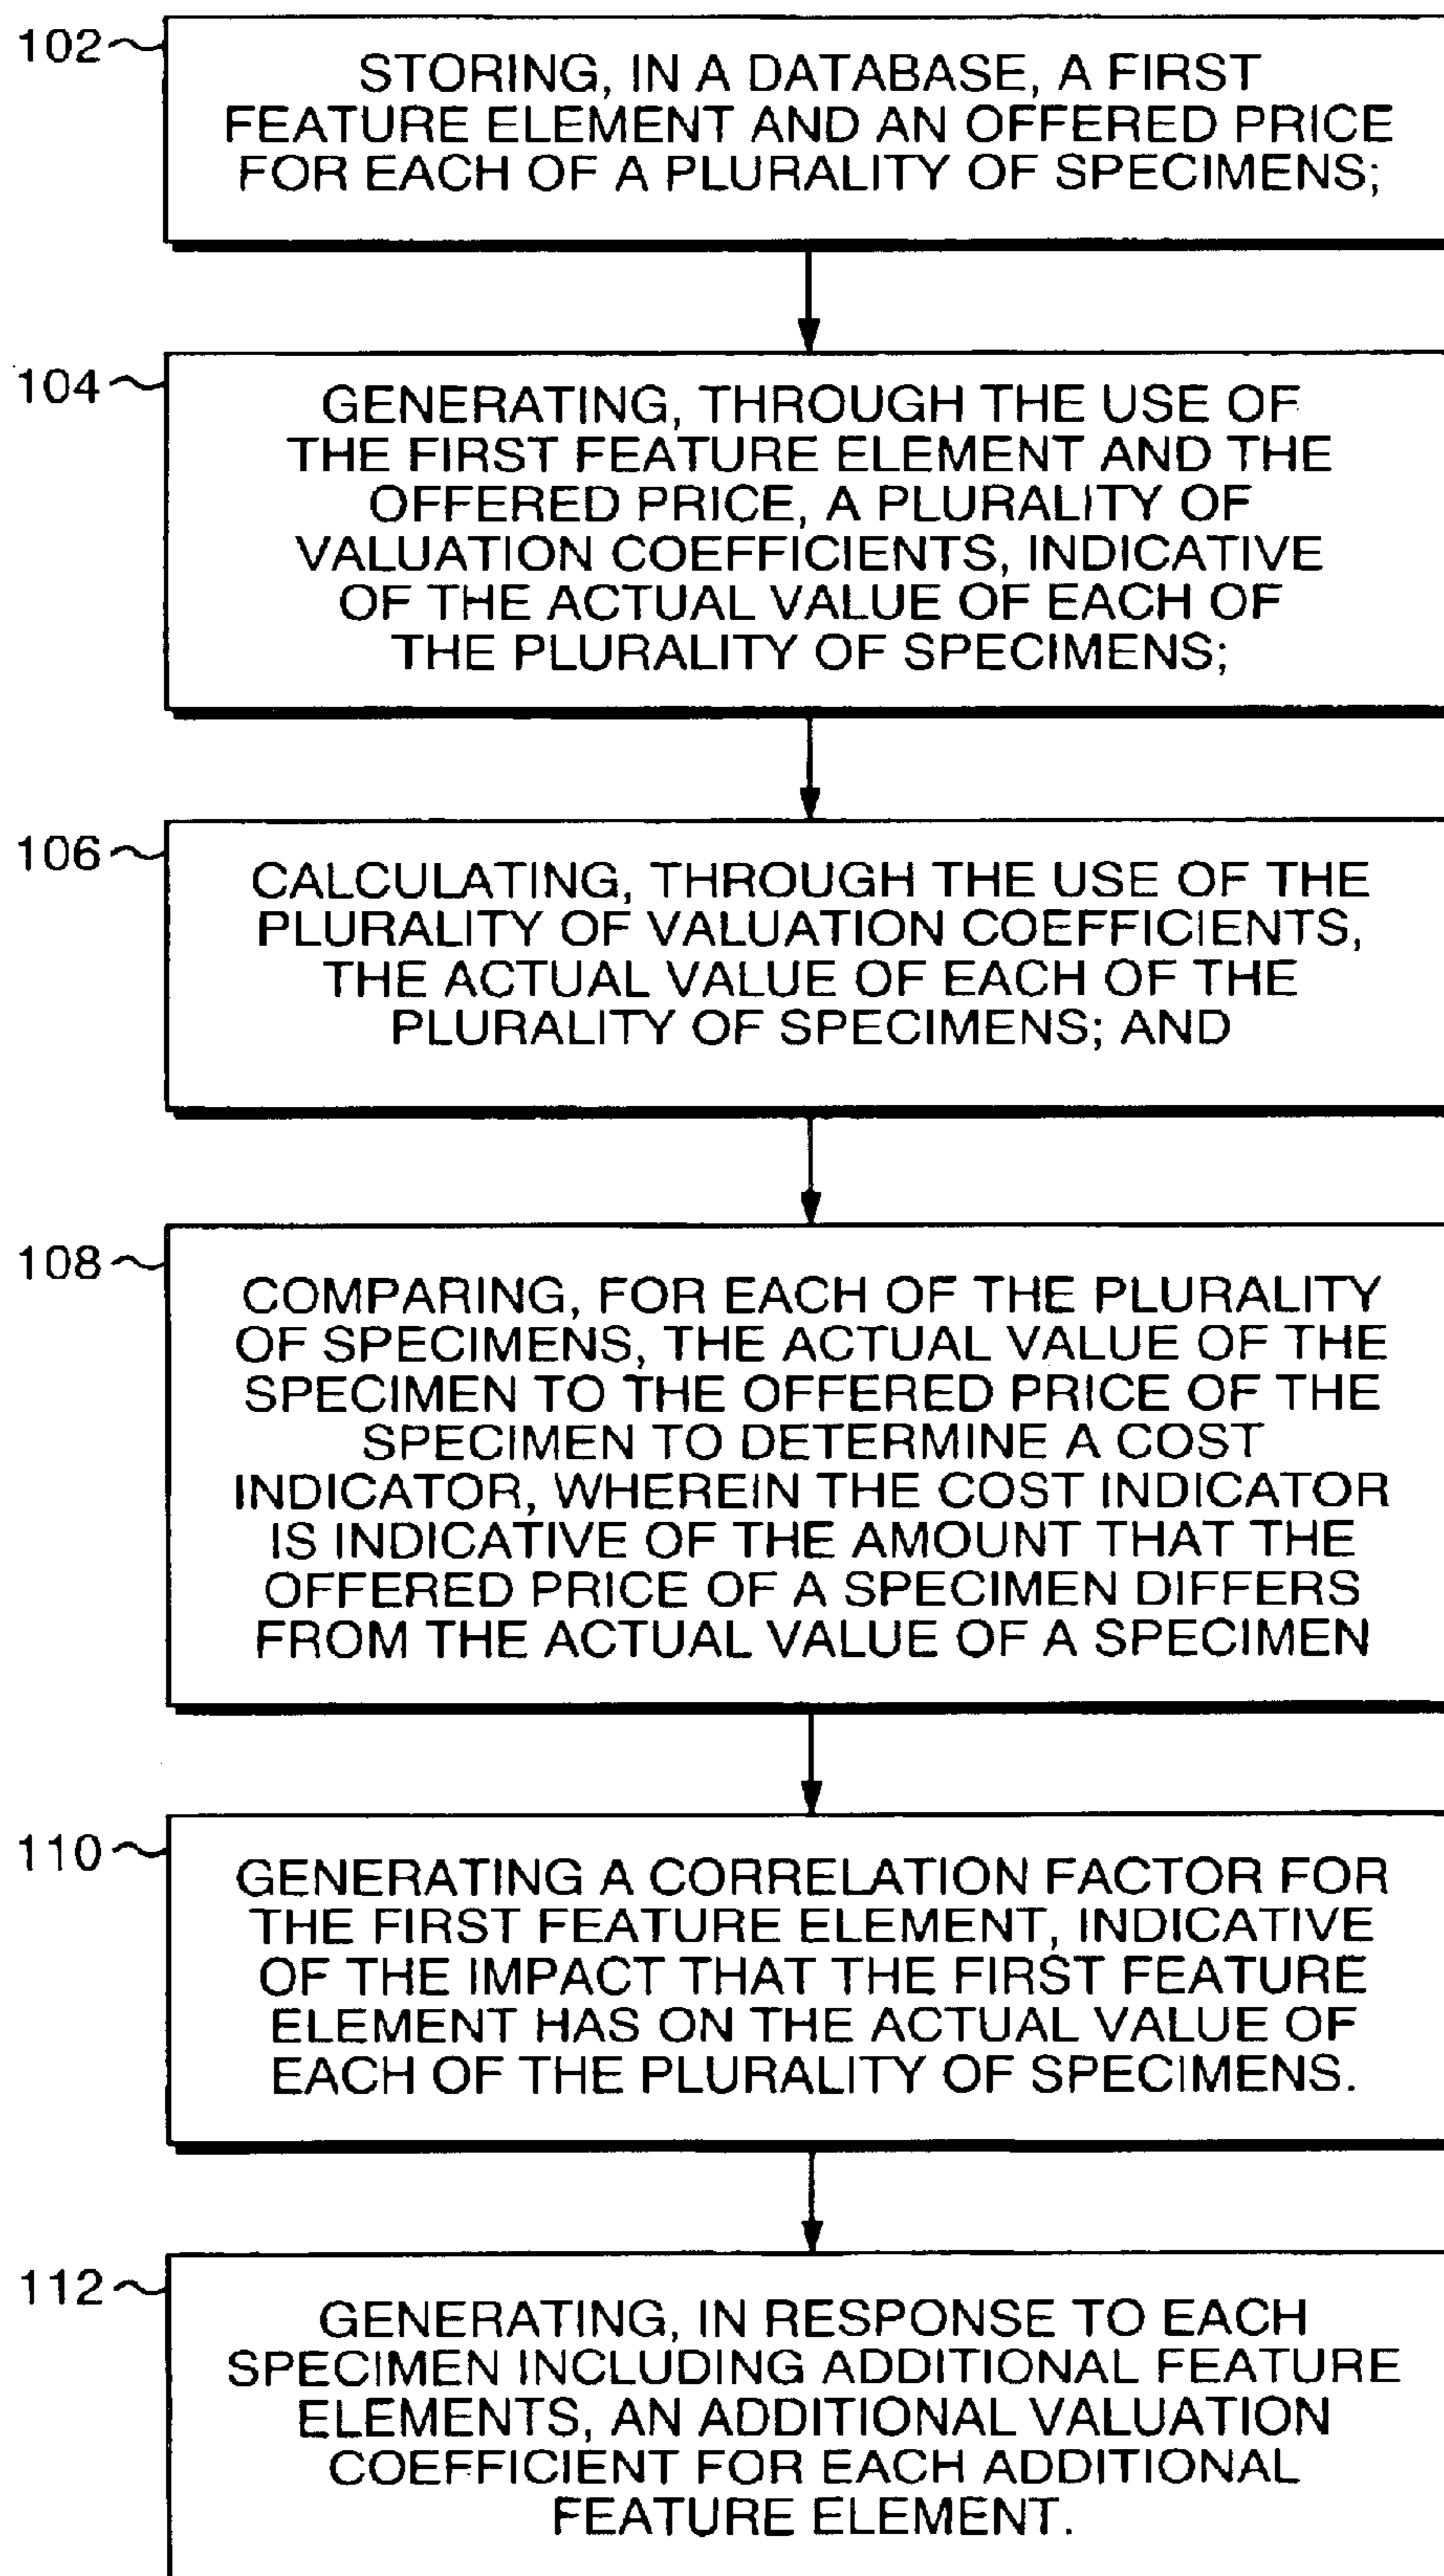 102
STORING, IN A DATABASE, A FIRST
FEATURE ELEMENT AND AN OFFERED PRICE
FOR EACH OF A PLURALITY OF SPECIMENS;
104
GENERATING, THROUGH THE USE OF
THE FIRST FEATURE ELEMENT AND THE
OFFERED PRICE, A PLURALITY OF
VALUATION COEFFICIENTS, INDICATIVE
OF THE ACTUAL VALUE OF EACH OF
THE PLURALITY OF SPECIMENS;
106
CALCULATING, THROUGH THE USE OF THE
PLURALITY OF VALUATION COEFFICIENTS,
THE ACTUAL VALUE OF EACH OF THE
PLURALITY OF SPECIMENS; AND
108
COMPARING, FOR EACH OF THE PLURALITY
OF SPECIMENS, THE ACTUAL VALUE OF THE
SPECIMEN TO THE OFFERED PRICE OF THE
SPECIMEN TO DETERMINE A COST
INDICATOR, WHEREIN THE COST INDICATOR
IS INDICATIVE OF THE AMOUNT THAT THE
OFFERED PRICE OF A SPECIMEN DIFFERS
FROM THE ACTUAL VALUE OF A SPECIMEN
110
GENERATING A CORRELATION FACTOR FOR
THE FIRST FEATURE ELEMENT, INDICATIVE
OF THE IMPACT THAT THE FIRST FEATURE
ELEMENT HAS ON THE ACTUAL VALUE OF
EACH OF THE PLURALITY OF SPECIMENS.
112
GENERATING, IN RESPONSE TO EACH
SPECIMEN INCLUDING ADDITIONAL FEATURE
ELEMENTS, AN ADDITIONAL VALUATION
COEFFICIENT FOR EACH ADDITIONAL
FEATURE ELEMENT.